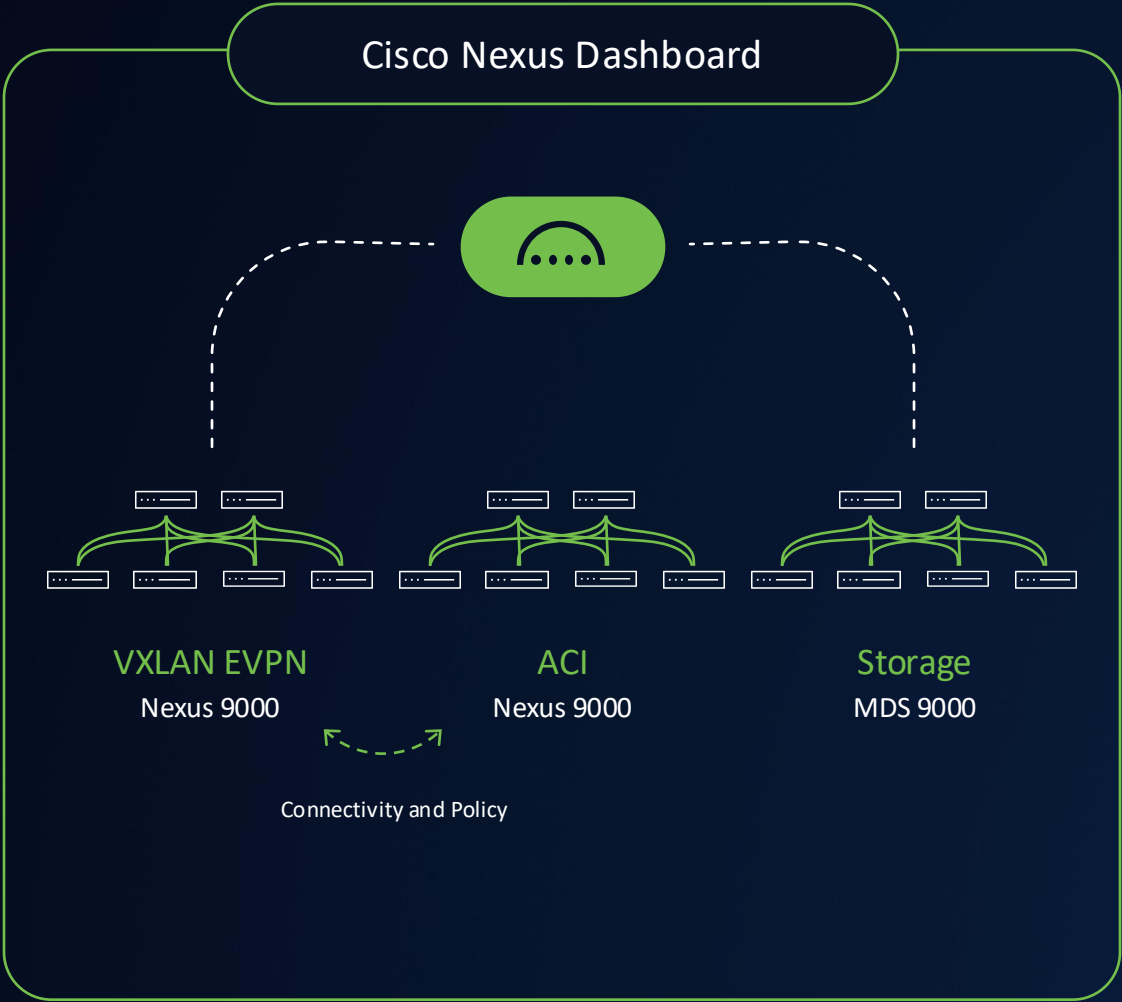 Cisco Nexus Dashboard
VXLAN EVPN
Nexus 9000
ACI
Nexus 9000
Storage
MDS 9000
Connectivity and Policy